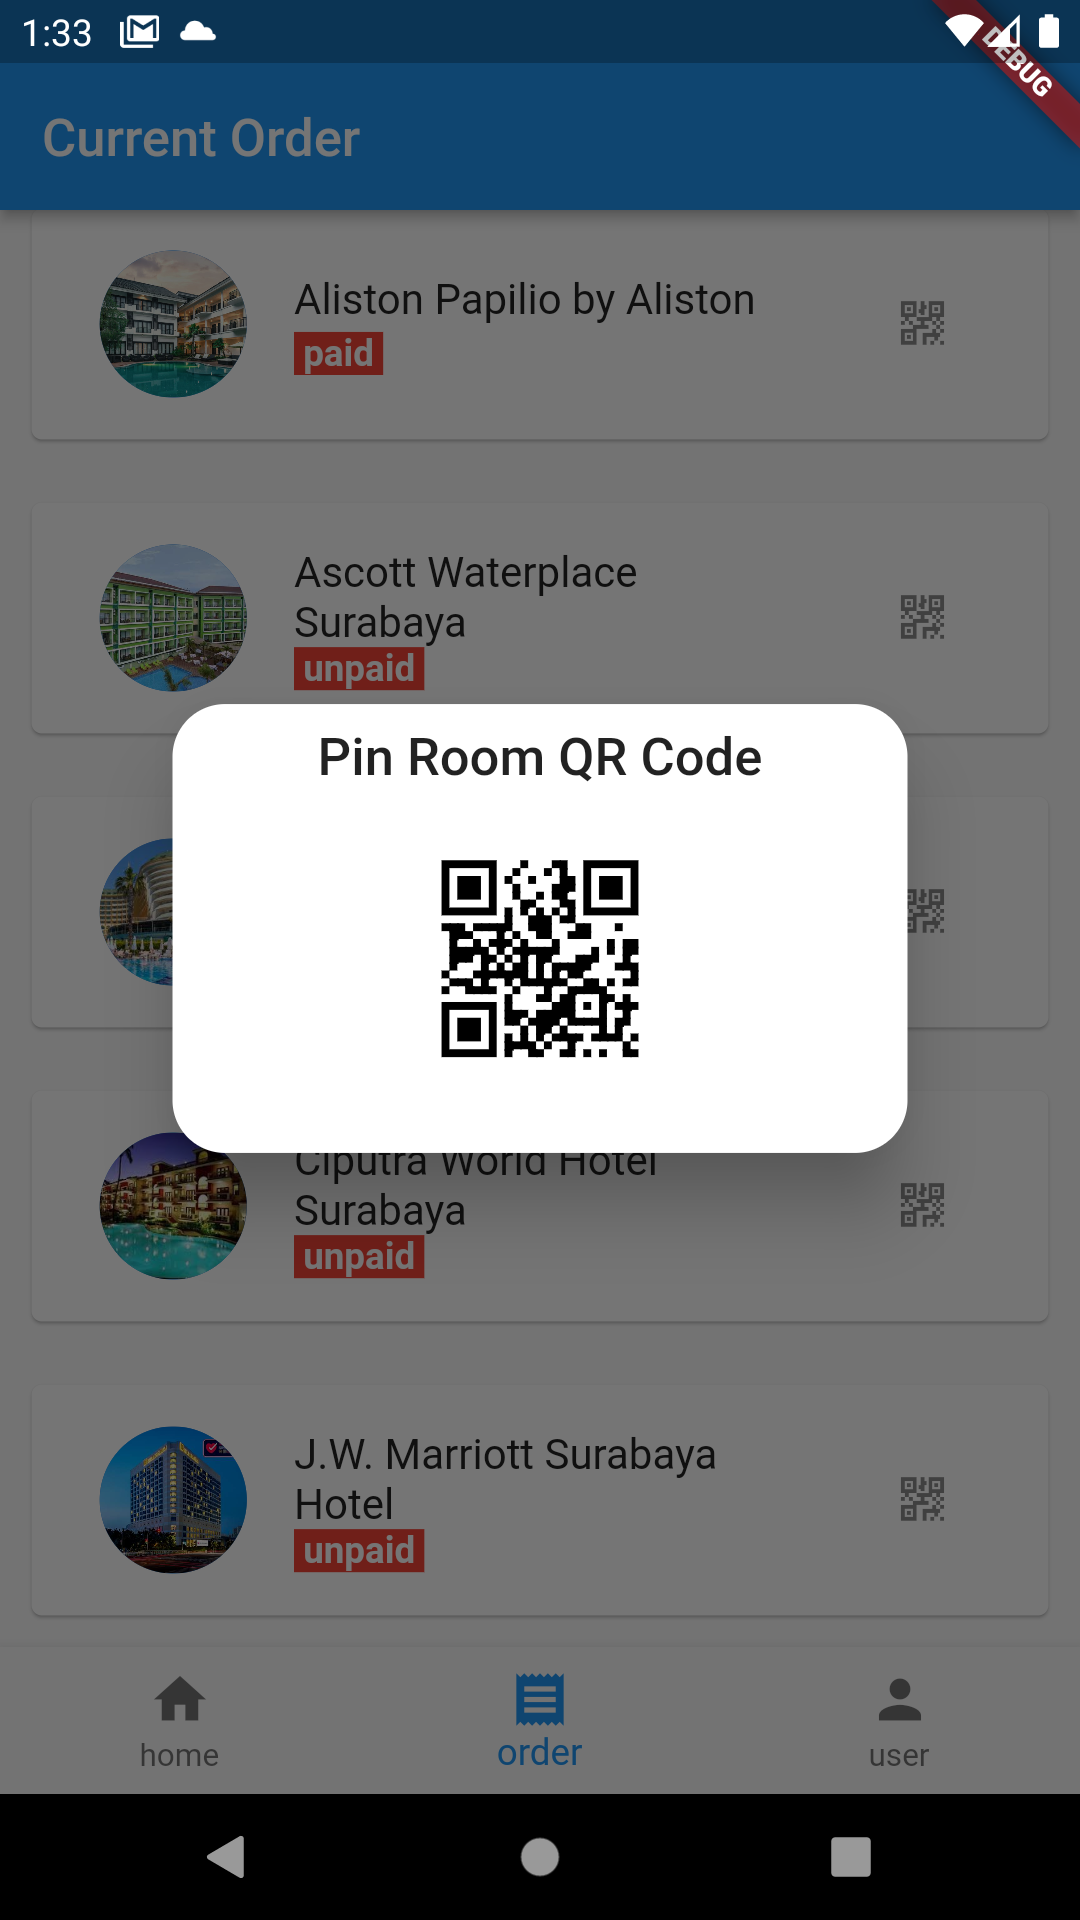 1:33
DEBUG
Current Order
Aliston Papilio by Aliston
paid
Ascott Waterplace
Surabaya
unpaid
Pin Room QR Code
Ciputra World Hotel
Surabaya
unpaid
J.W. Marriott Surabaya
Hotel
unpaid
home
order
user